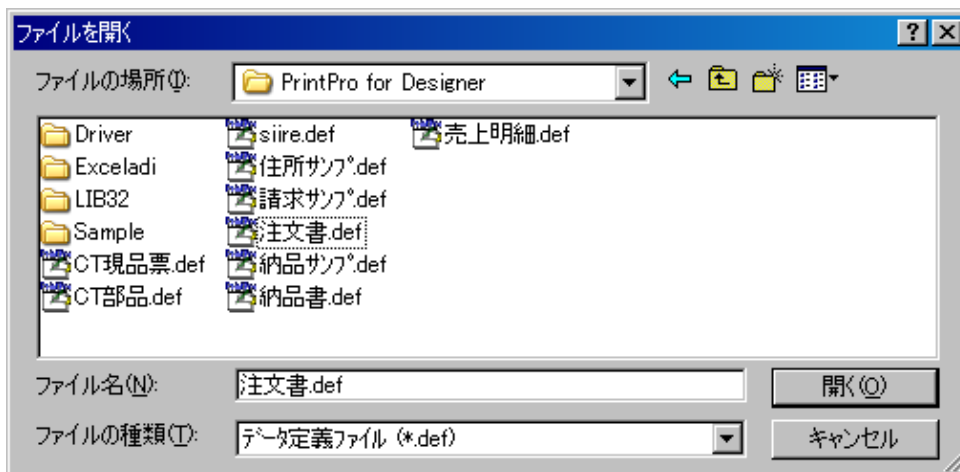 ファイルを開く
ファイルの場所(I):
PrintPro for Designer
Driver
Exceladi
LIB32
Sample
CT現品票.def
CT部品.def
siire.def
住所サンプ.def
請求サンプ.def
注文書.def
納品サンプ.def
納品書.def
売上明細.def
ファイル名(N):
注文書.def
開く(O)
ファイルの種類(T):
データ定義ファイル (*.def)
キャンセル